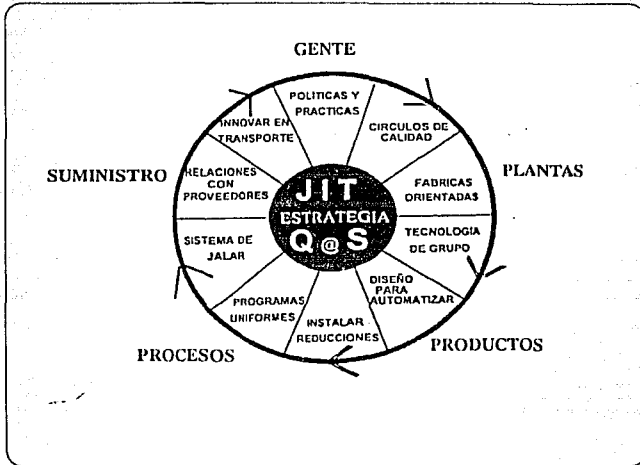 GENTE
POLITICAS Y
PRACTICAS
CIRCULOS DE
CALIDAD
PLANTAS
FABRICAS
ORIENTADAS
TECNOLOGIA
DE GRUPO
DISEÑO
PARA
AUTOMATIZAR
PRODUCTOS
INSTALAR
REDUCCIONES
PROGRAMAS
UNIFORMES
PROCESOS
SISTEMA DE
JALAR
RELACIONES
CON
PROVEEDORES
SUMINISTRO
INNOVAR EN
TRANSPORTE
JIT
ESTRATEGIA
Q @ S